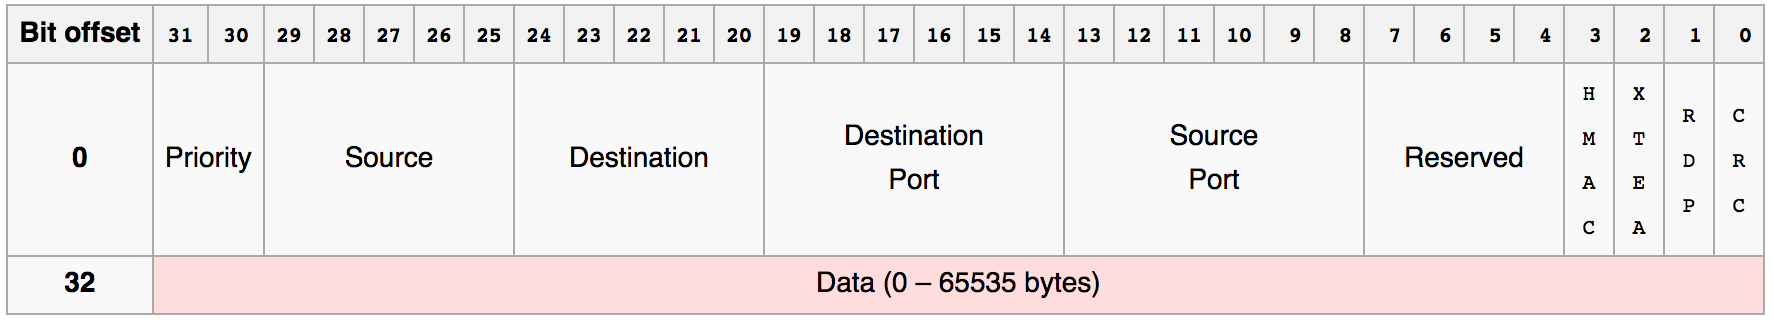 Bit offset 31 30 29 28 27 26 25 24 23 22 21 20 19 18 17 16 15 14 13 12 11 10 9 8 7 6 5 4 3 2 1 0
0 Priority Source Destination Destination Port Source Port Reserved HMAC XTEA RDP CRC
32 Data (0 – 65535 bytes)